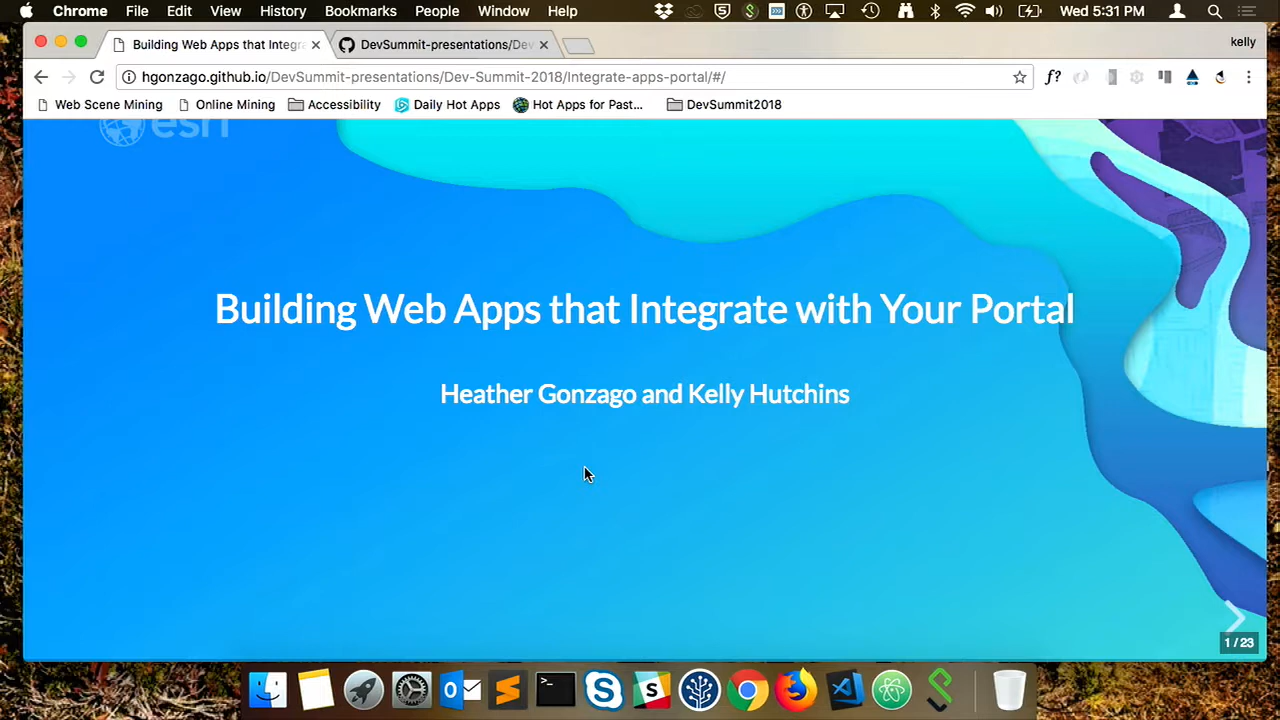 Chrome File Edit View History Bookmarks People Window Help Wed 5:31 PM
Building Web Apps that Integra
DevSummit-presentations/Dev
kelly
hgonzago.github.io/DevSummit-presentations/Dev-Summit-2018/Integrate-apps-portal/#/
f?
Web Scene Mining Online Mining Accessibility Daily Hot Apps Hot Apps for Past... DevSummit2018
esri
Building Web Apps that Integrate with Your Portal
Heather Gonzago and Kelly Hutchins
1 / 23